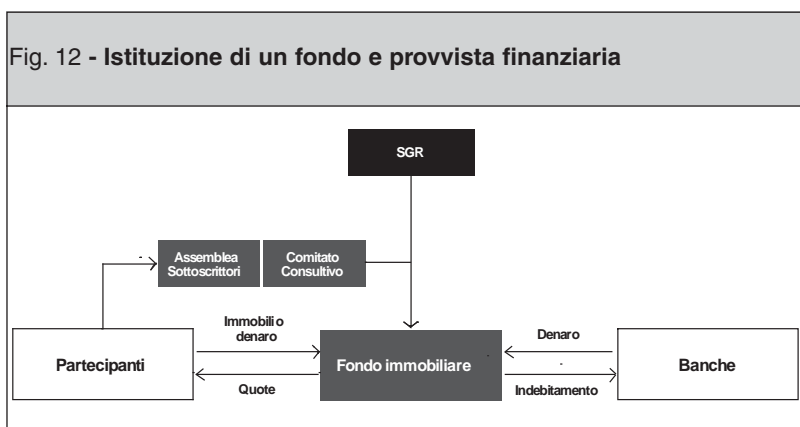 Fig. 12 - Istituzione di un fondo e provvista finanziaria
SGR
Assemblea
Sottoscrittori
Comitato
Consultivo
Immobili o
denaro
Denaro
Partecipanti
Fondo immobiliare
Banche
Quote
Indebitamento